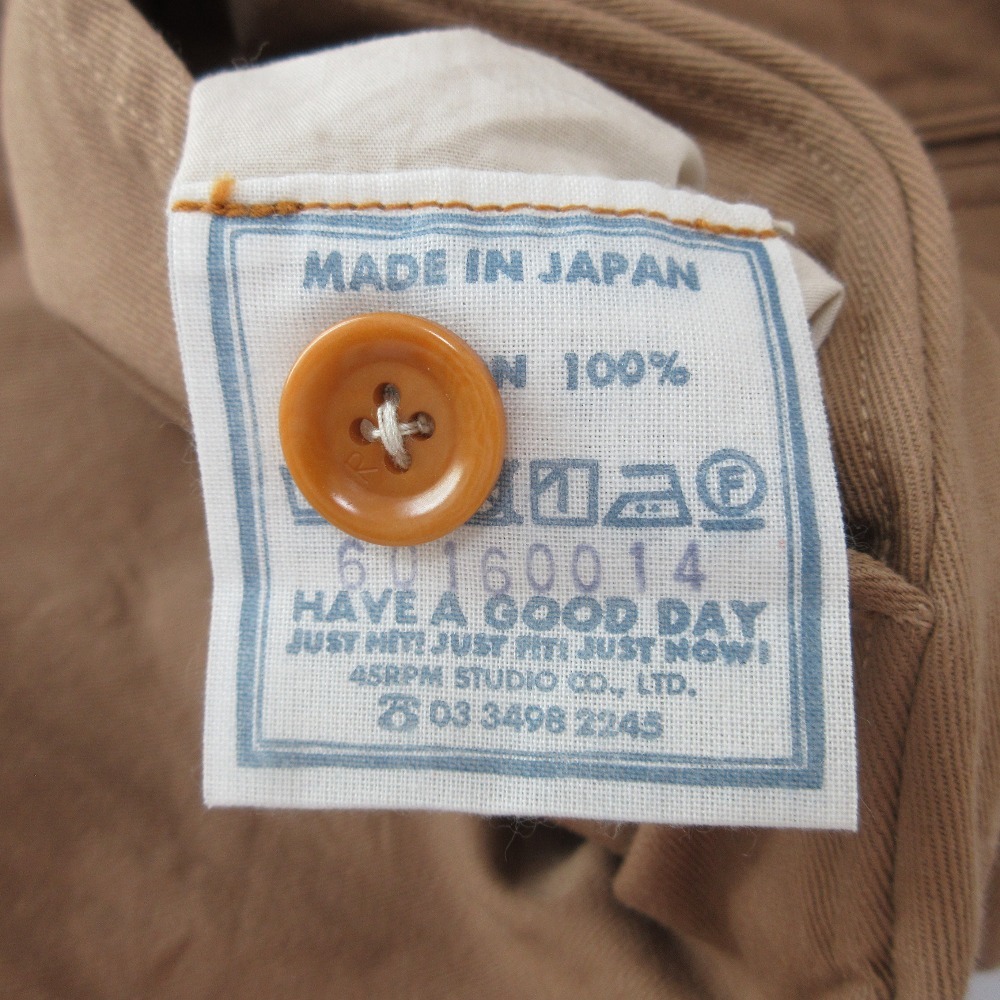 MADE IN JAPAN
100%
F
60160014
HAVE A GOOD DAY
JUST HIT! JUST FIT! JUST NOW!
45RPM STUDIO CO., LTD.
☎ 03 3498 2245
R